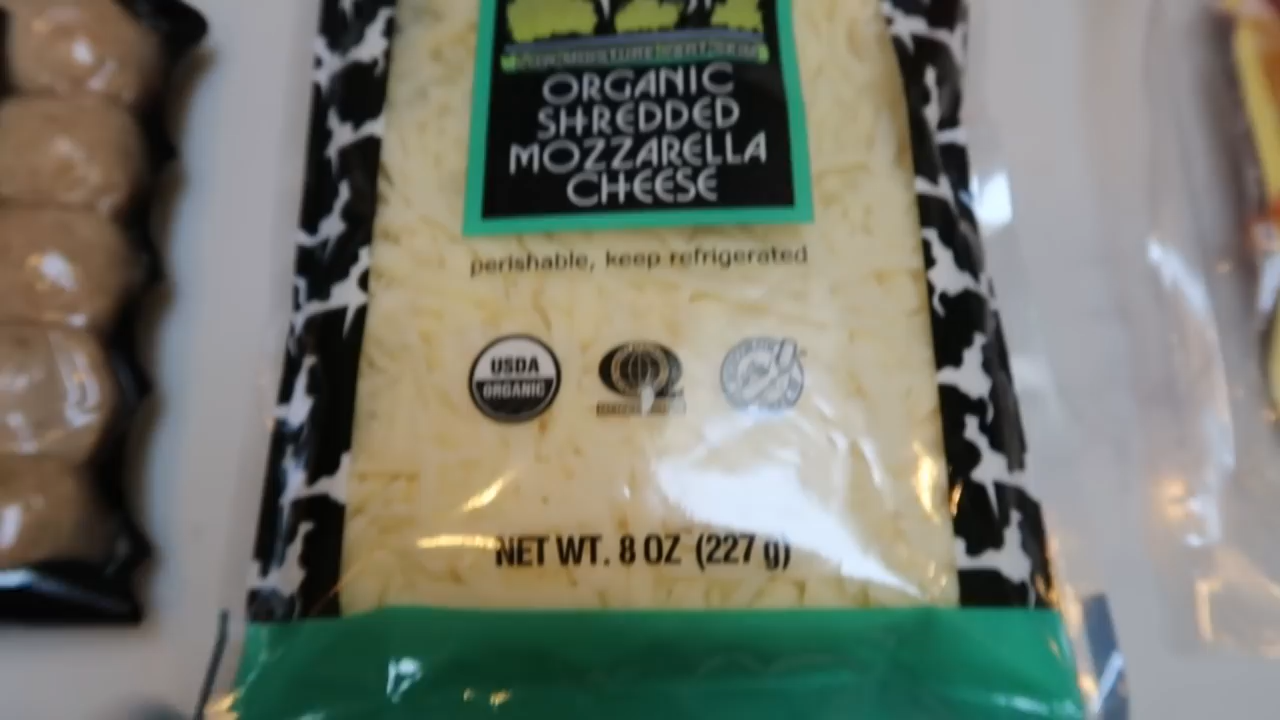 ORGANIC
SHREDDED
MOZZARELLA
CHEESE
perishable, keep refrigerated
USDA
ORGANIC
NET WT. 8 OZ (227 g)